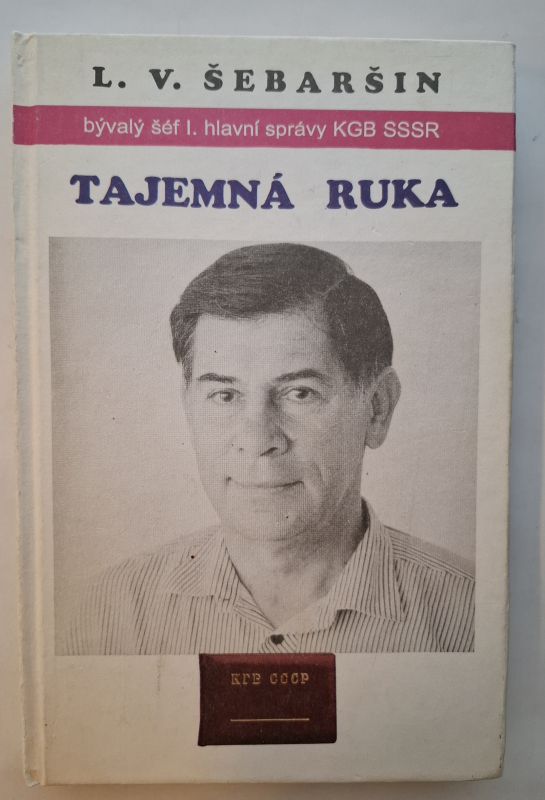 L. V. ŠEBARŠIN
bývalý šéf I. hlavní správy KGB SSSR
TAJEMNÁ RUKA
КГБ СССР